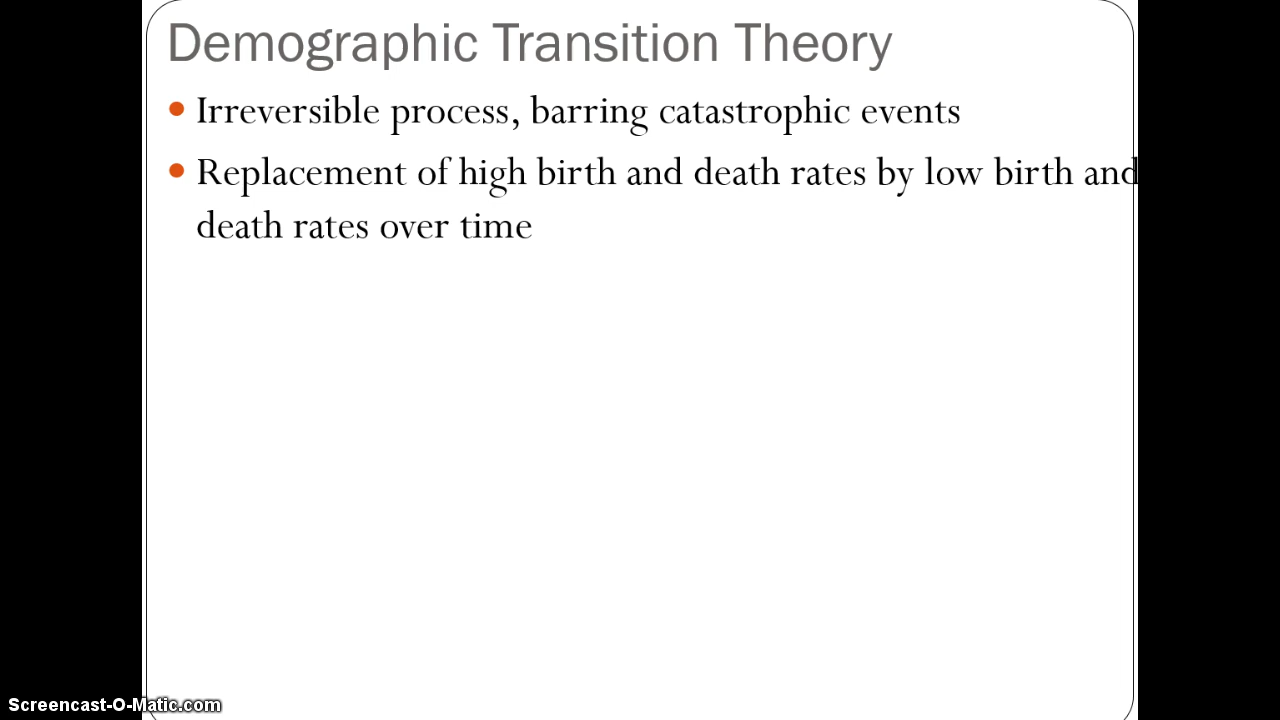 Demographic Transition Theory
• Irreversible process, barring catastrophic events
• Replacement of high birth and death rates by low birth and
death rates over time
Screencast-O-Matic.com